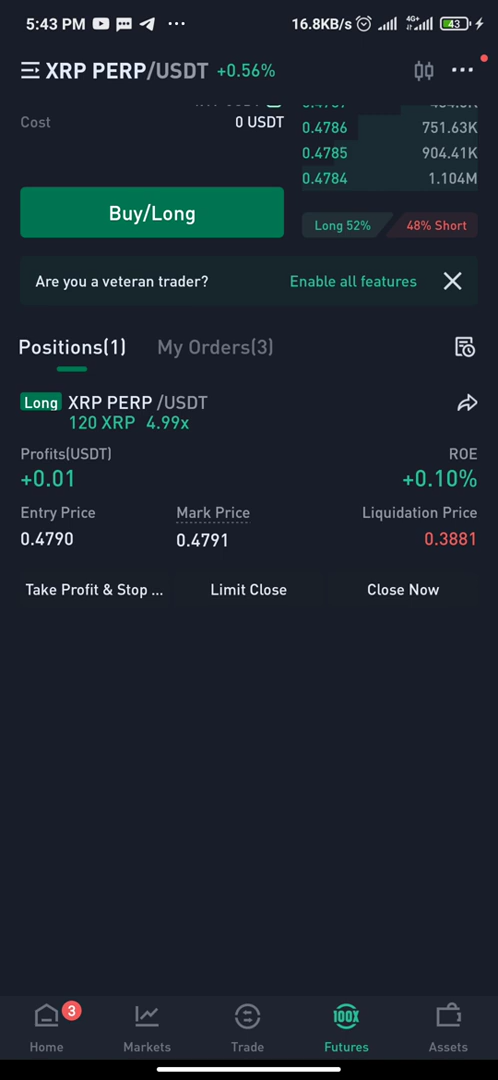 5:43 PM ... 16.8KB/s 4G+ 43
XRP PERP/USDT +0.56% ...
Cost 0 USDT
0.4786 751.63K
0.4785 904.41K
0.4784 1.104M
Buy/Long
Long 52% 48% Short
Are you a veteran trader? Enable all features
Positions(1) My Orders(3)
Long XRP PERP /USDT
120 XRP 4.99x
Profits(USDT) ROE
+0.01 +0.10%
Entry Price Mark Price Liquidation Price
0.4790 0.4791 0.3881
Take Profit & Stop ... Limit Close Close Now
3
100X
Home Markets Trade Futures Assets